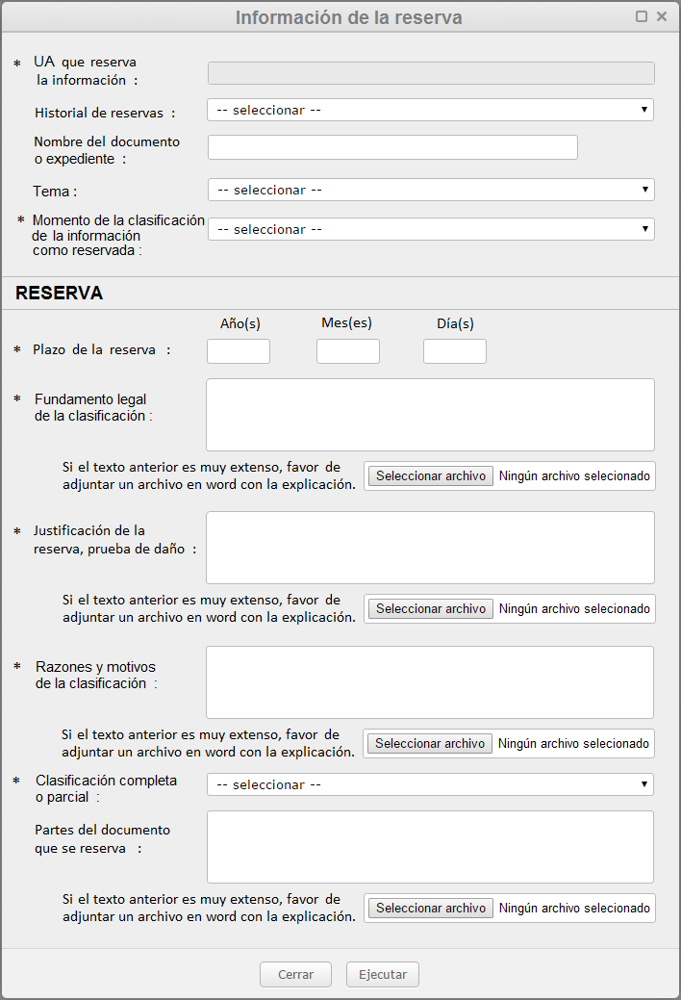 Información de la reserva
* UA que reserva
la información :
Historial de reservas : -- seleccionar --
Nombre del documento
o expediente :
Tema : -- seleccionar --
* Momento de la clasificación
de la información -- seleccionar --
como reservada :
RESERVA
Año(s) Mes(es) Día(s)
* Plazo de la reserva :
* Fundamento legal
de la clasificación :
Si el texto anterior es muy extenso, favor de
adjuntar un archivo en word con la explicación. Seleccionar archivo Ningún archivo selecionado
* Justificación de la
reserva, prueba de daño :
Si el texto anterior es muy extenso, favor de
adjuntar un archivo en word con la explicación. Seleccionar archivo Ningún archivo selecionado
* Razones y motivos
de la clasificación :
Si el texto anterior es muy extenso, favor de
adjuntar un archivo en word con la explicación. Seleccionar archivo Ningún archivo selecionado
* Clasificación completa
o parcial : -- seleccionar --
Partes del documento
que se reserva :
Si el texto anterior es muy extenso, favor de
adjuntar un archivo en word con la explicación. Seleccionar archivo Ningún archivo selecionado
Cerrar Ejecutar